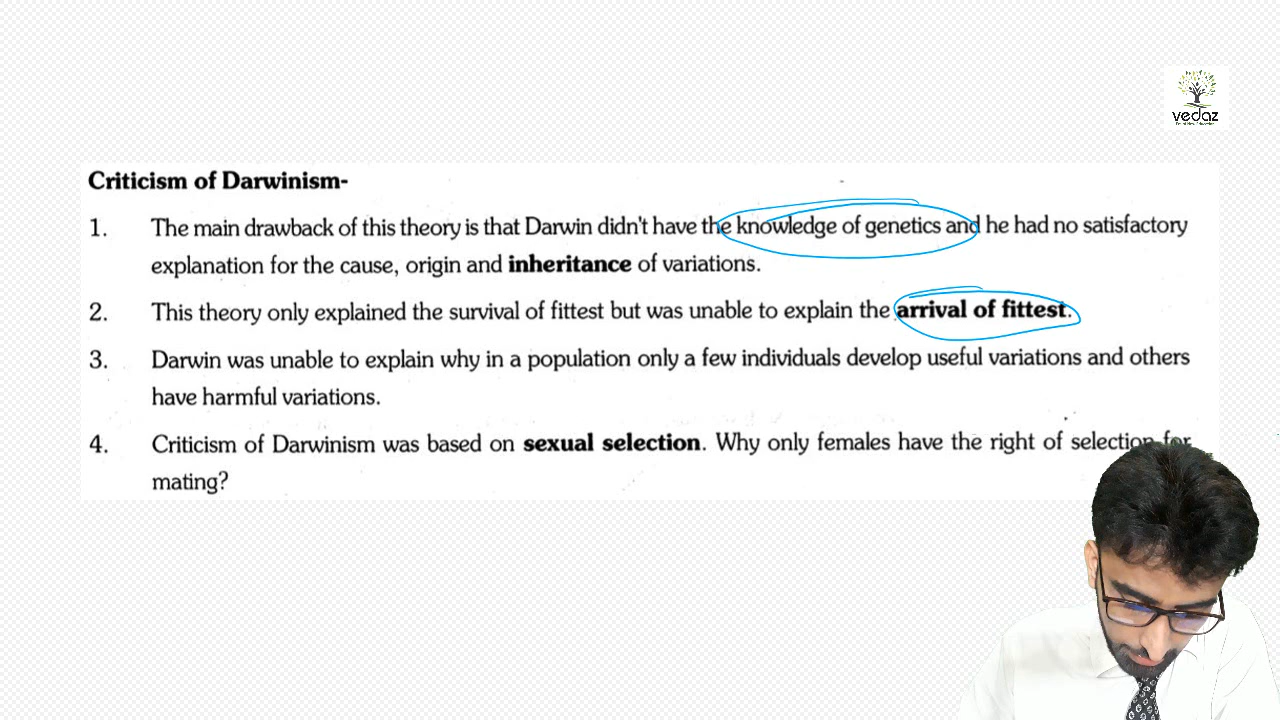 vedaz
Criticism of Darwinism-
1. The main drawback of this theory is that Darwin didn't have the knowledge of genetics and he had no satisfactory
explanation for the cause, origin and inheritance of variations.
2. This theory only explained the survival of fittest but was unable to explain the arrival of fittest.
3. Darwin was unable to explain why in a population only a few individuals develop useful variations and others
have harmful variations.
4. Criticism of Darwinism was based on sexual selection. Why only females have the right of selection for
mating?